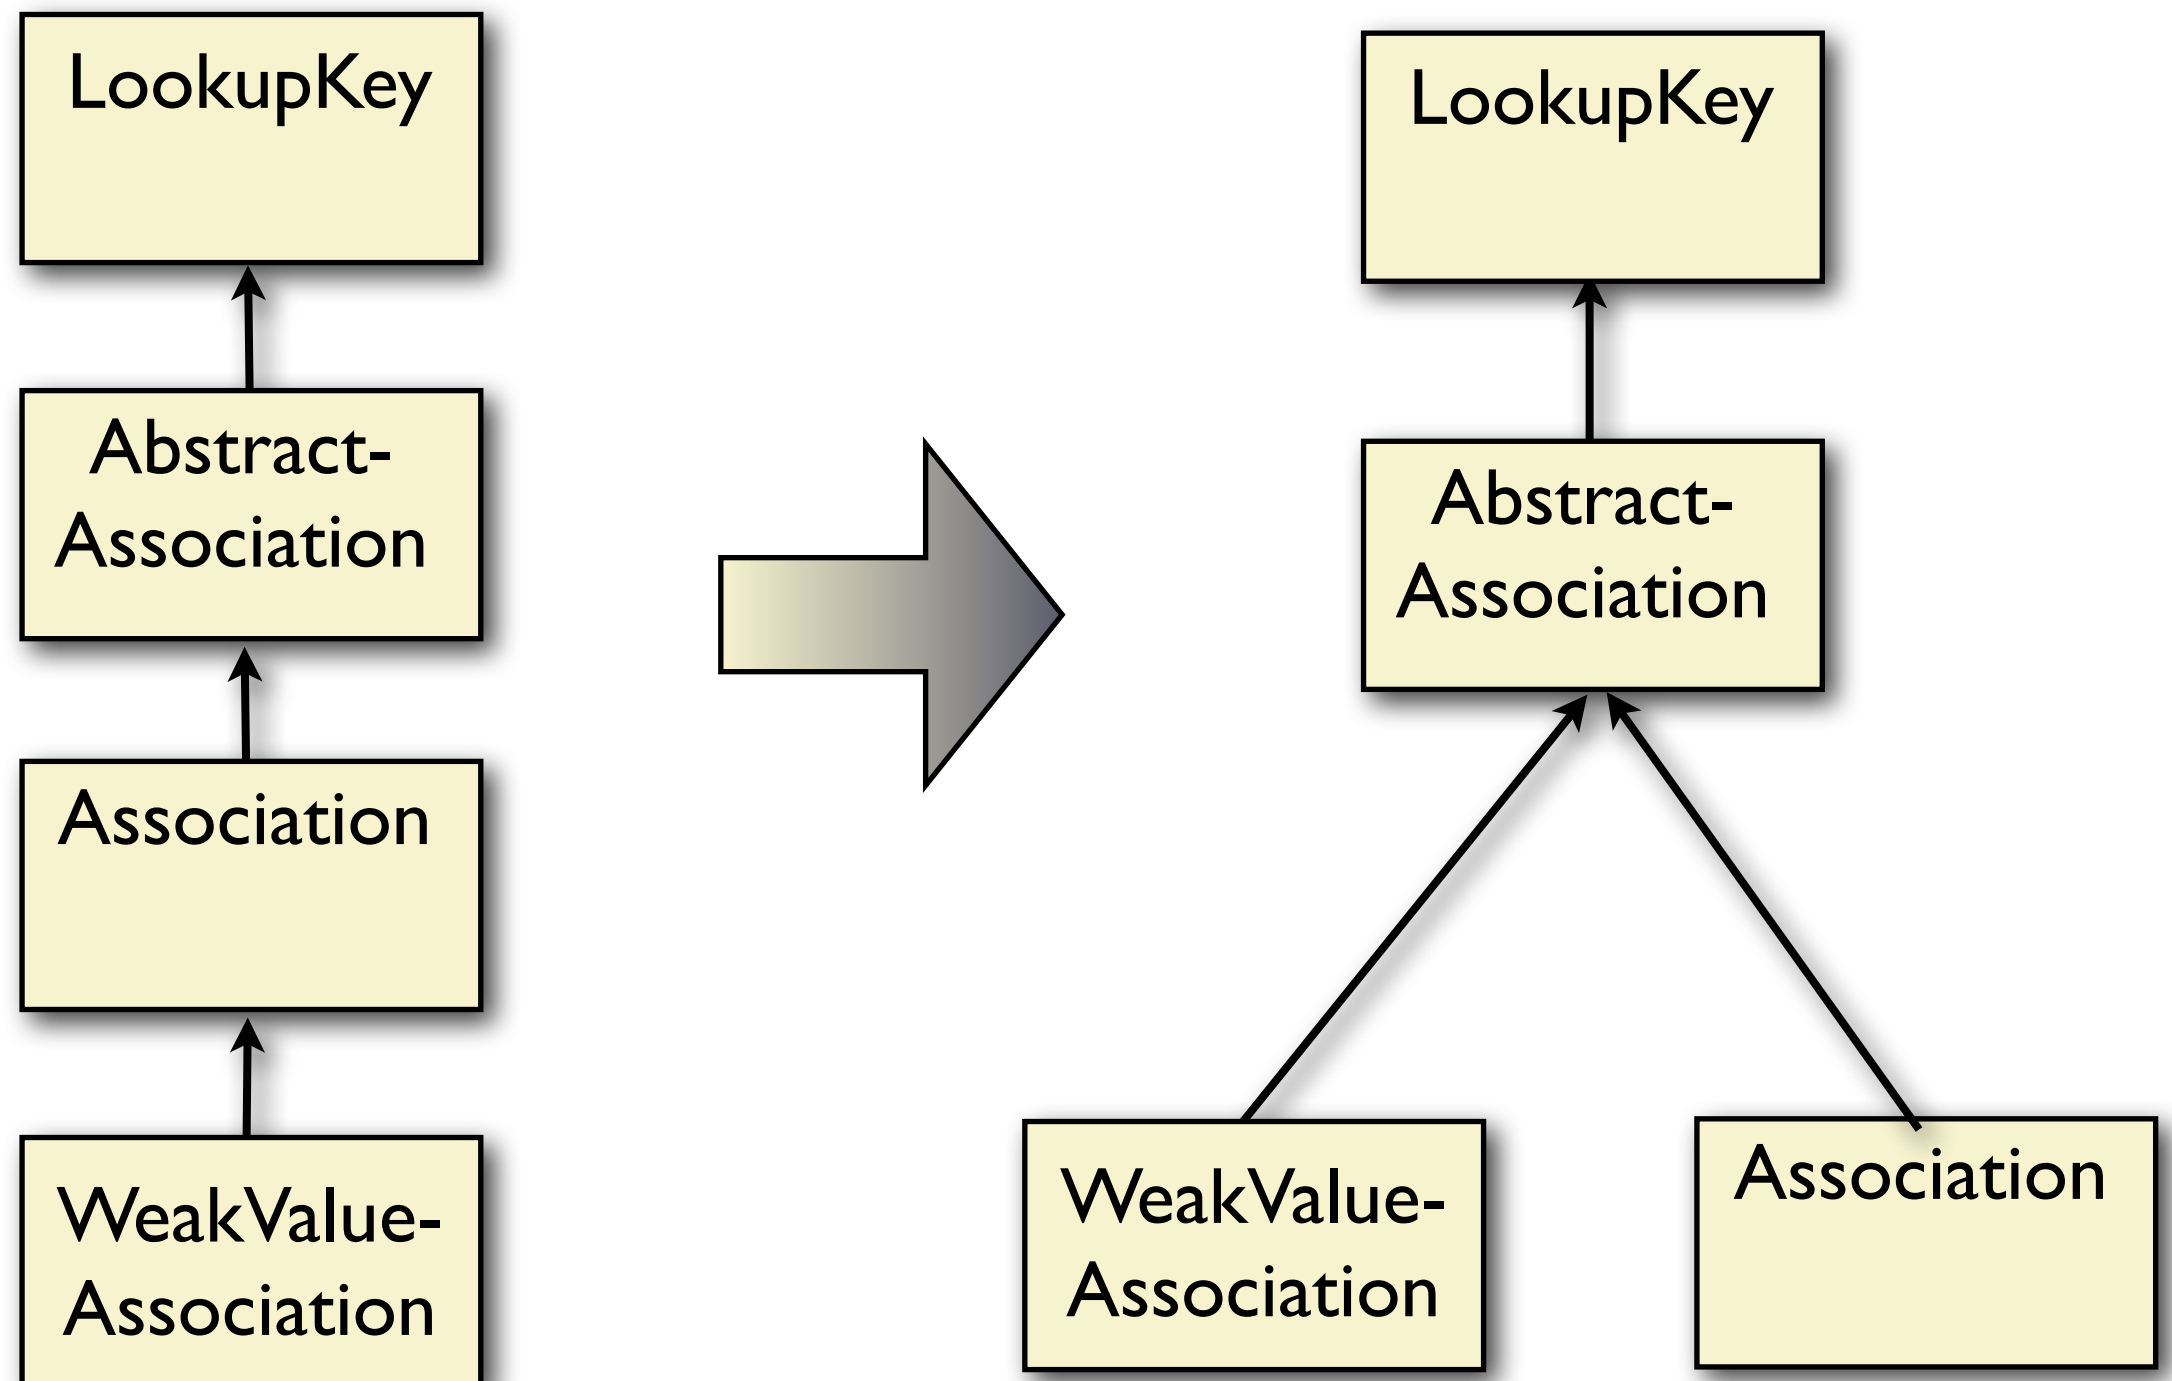 LookupKey
Abstract-
Association
Association
WeakValue-
Association
LookupKey
Abstract-
Association
WeakValue-
Association
Association